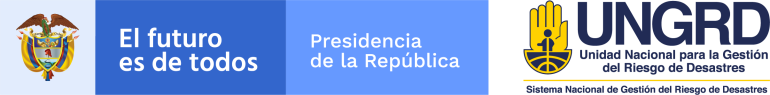 El futuro
es de todos
Presidencia
de la República
UNGRD
Unidad Nacional para la Gestión
del Riesgo de Desastres
Sistema Nacional de Gestión del Riesgo de Desastres